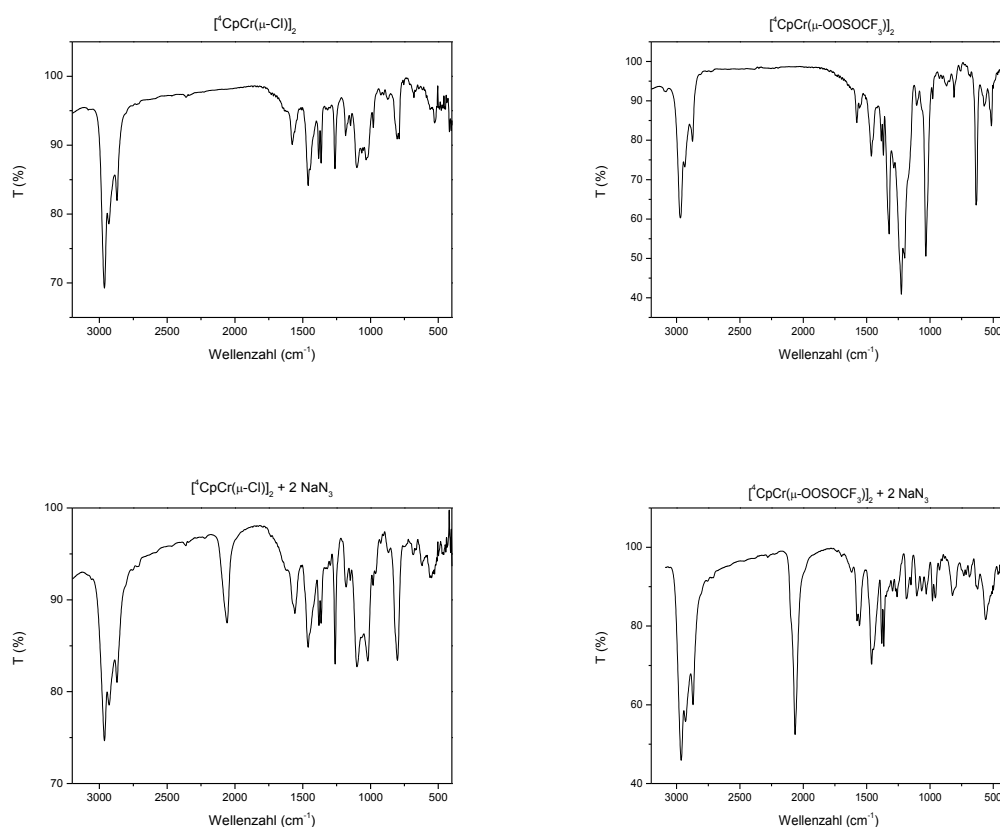 [⁴CpCr(μ-Cl)]₂
100
90
80
70
T (%)
3000 2500 2000 1500 1000 500
Wellenzahl (cm⁻¹)
[⁴CpCr(μ-OOSOCF₃)]₂
100
90
80
70
60
50
40
T (%)
3000 2500 2000 1500 1000 500
Wellenzahl (cm⁻¹)
[⁴CpCr(μ-Cl)]₂ + 2 NaN₃
100
90
80
70
T (%)
3000 2500 2000 1500 1000 500
Wellenzahl (cm⁻¹)
[⁴CpCr(μ-OOSOCF₃)]₂ + 2 NaN₃
100
80
60
40
T (%)
3000 2500 2000 1500 1000 500
Wellenzahl (cm⁻¹)